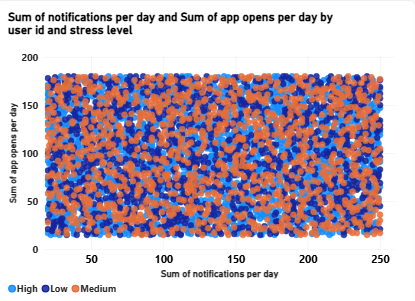 Sum of notifications per day and Sum of app opens per day by
user id and stress level
200
150
100
50
0
Sum of app opens per day
50 100 150 200 250
Sum of notifications per day
High Low Medium